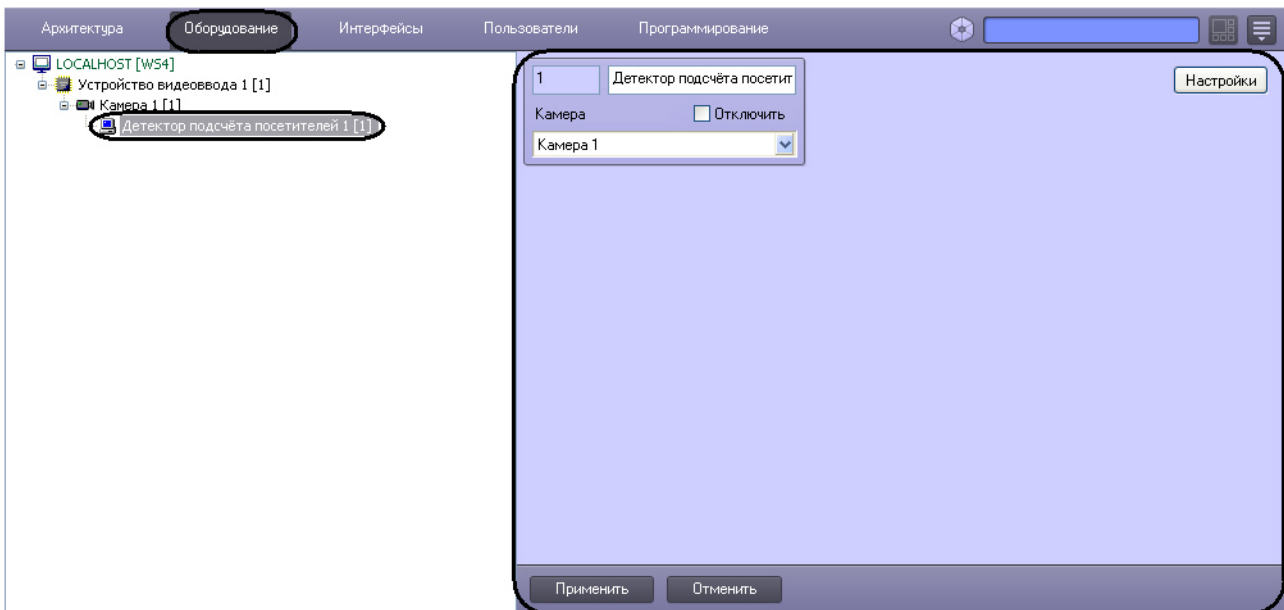 Архитектура Оборудование Интерфейсы Пользователи Программирование
LOCALHOST [WS4]
Устройство видеоввода 1 [1]
Камера 1 [1]
Детектор подсчёта посетителей 1 [1]
1 Детектор подсчёта посетит
Настройки
Камера Отключить
Камера 1
Применить Отменить